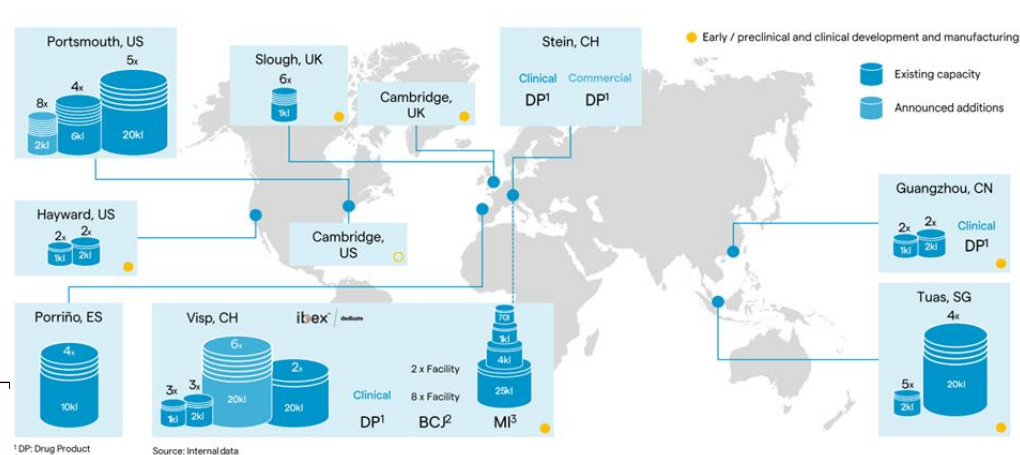 Portsmouth, US
8x
4x
5x
2kl
6kl
20kl
Slough, UK
6x
1kl
Cambridge,
UK
Stein, CH
Clinical Commercial
DP¹ DP¹
Early / preclinical and clinical development and manufacturing
Existing capacity
Announced additions
Hayward, US
2x 2x
1kl 2kl
Cambridge,
US
Guangzhou, CN
2x 2x
1kl 2kl
Clinical
DP¹
Porriño, ES
4x
10kl
Visp, CH
ibex™ dedicate
3x 3x
1kl 2kl
6x
20kl
2x
20kl
Clinical
DP¹
2 x Facility
8 x Facility
BCJ²
70l
1kl
4kl
25kl
MI³
Tuas, SG
4x
5x
2kl
20kl
¹ DP: Drug Product
Source: Internal data